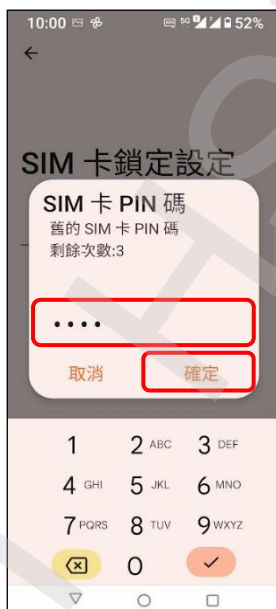 10:00 5G 52%
SIM 卡鎖定設定
SIM 卡 PIN 碼
舊的 SIM 卡 PIN 碼
剩餘次數:3
••••
取消 確定
1 2 ABC 3 DEF
4 GHI 5 JKL 6 MNO
7 PQRS 8 TUV 9 WXYZ
0